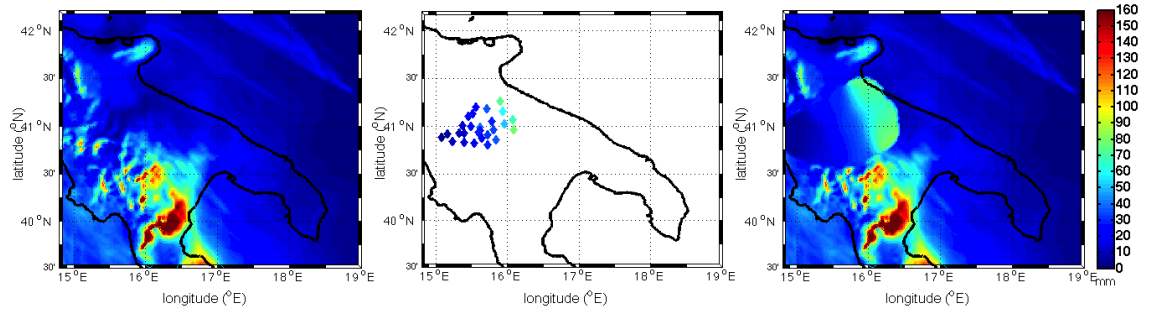 42 °N
30'
41 °N
30'
40 °N
30'
15 °E 16 °E 17 °E 18 °E 19 °E
latitude (°N)
longitude (°E)
42 °N
30'
41 °N
30'
40 °N
30'
15 °E 16 °E 17 °E 18 °E 19 °E
latitude (°N)
longitude (°E)
42 °N
30'
41 °N
30'
40 °N
30'
15 °E 16 °E 17 °E 18 °E 19 °E
latitude (°N)
longitude (°E)
160
150
140
130
120
110
100
90
80
70
60
50
40
30
20
10
0
mm